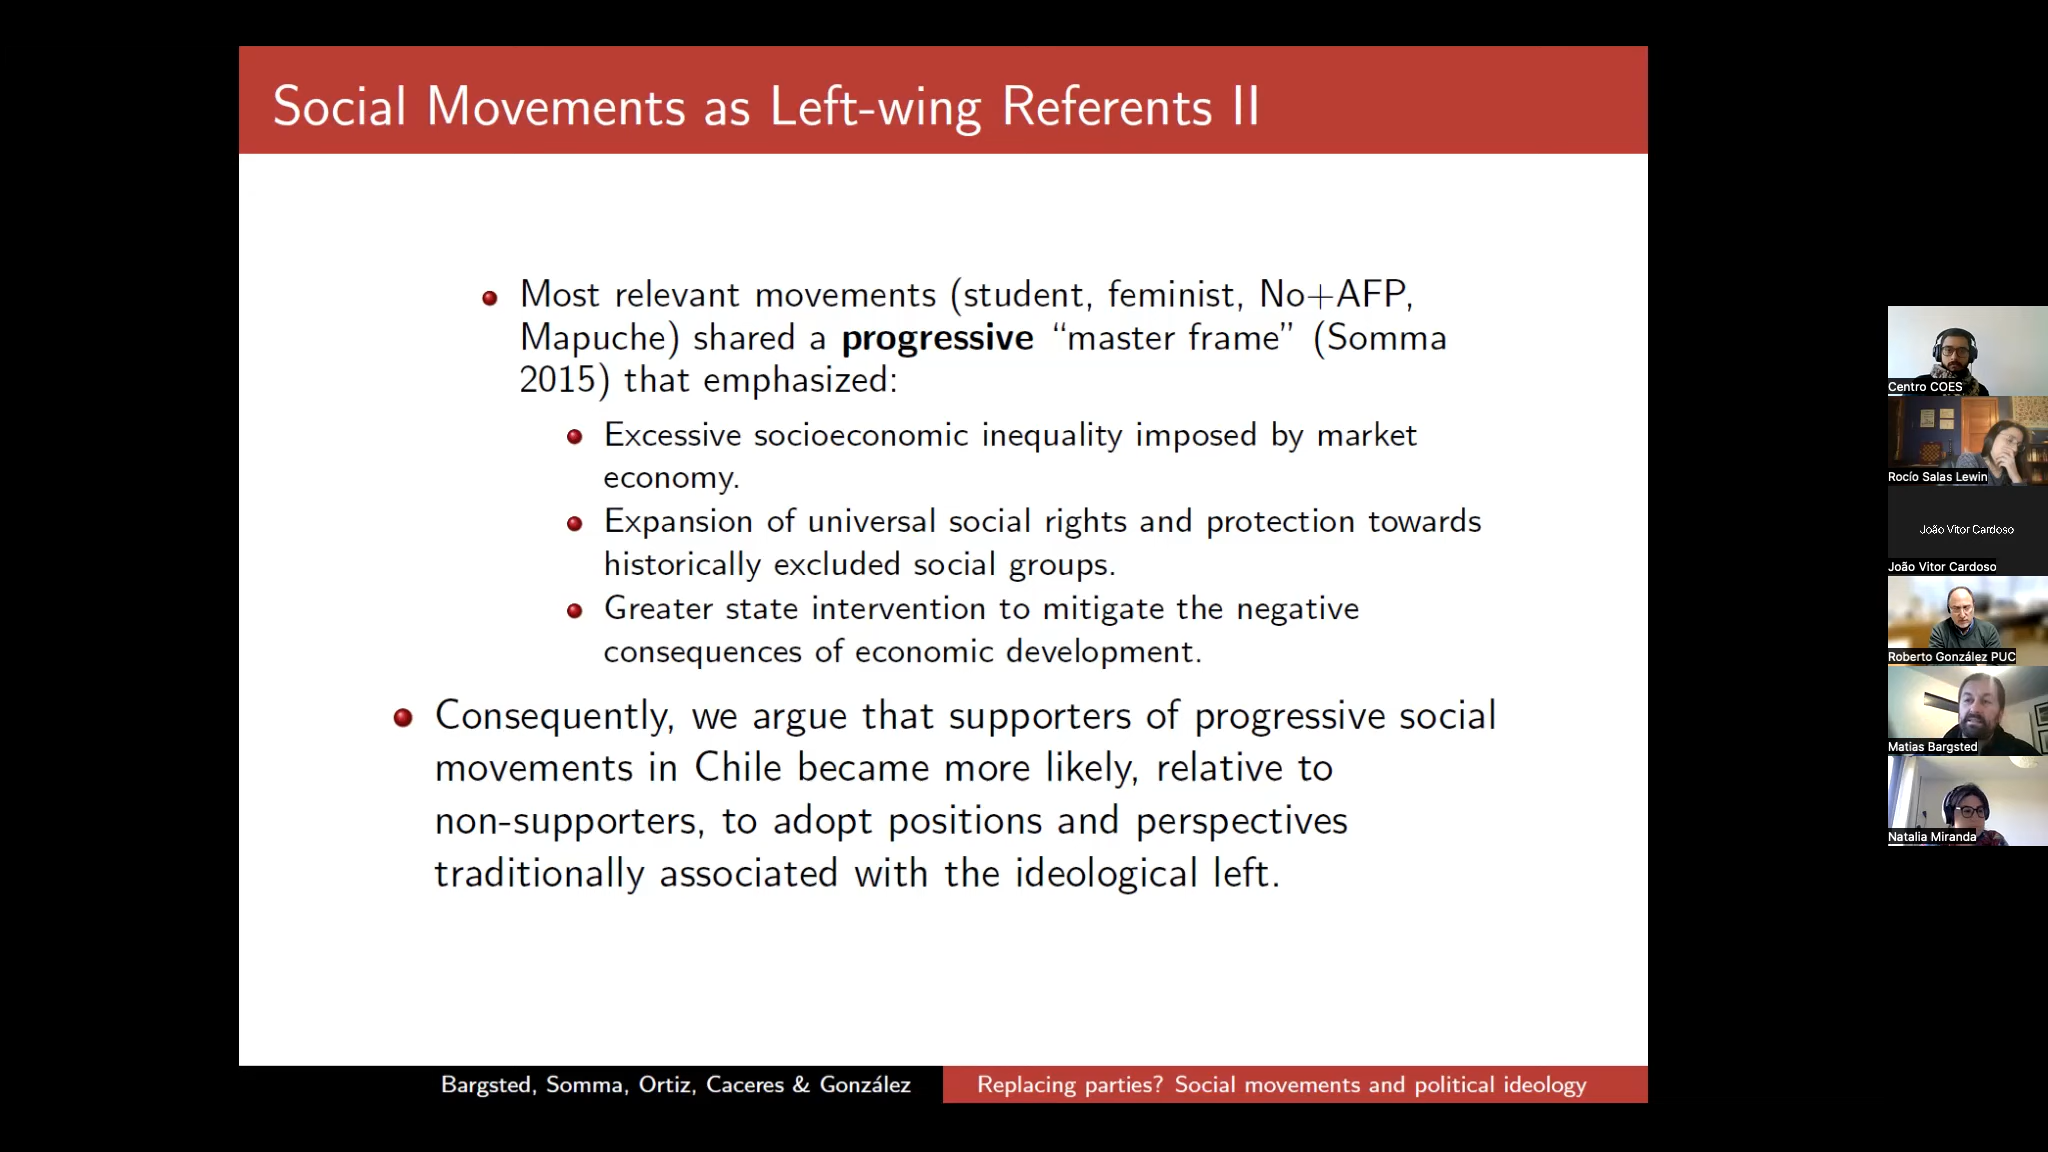 Social Movements as Left-wing Referents II
Most relevant movements (student, feminist, No+AFP,
Mapuche) shared a progressive “master frame” (Somma
2015) that emphasized:
Excessive socioeconomic inequality imposed by market
economy.
Expansion of universal social rights and protection towards
historically excluded social groups.
Greater state intervention to mitigate the negative
consequences of economic development.
Consequently, we argue that supporters of progressive social
movements in Chile became more likely, relative to
non-supporters, to adopt positions and perspectives
traditionally associated with the ideological left.
Bargsted, Somma, Ortiz, Caceres & González
Replacing parties? Social movements and political ideology
Centro COES
Rocío Salas Lewin
João Vitor Cardoso
João Vitor Cardoso
Roberto González PUC
Matias Bargsted
Natalia Miranda